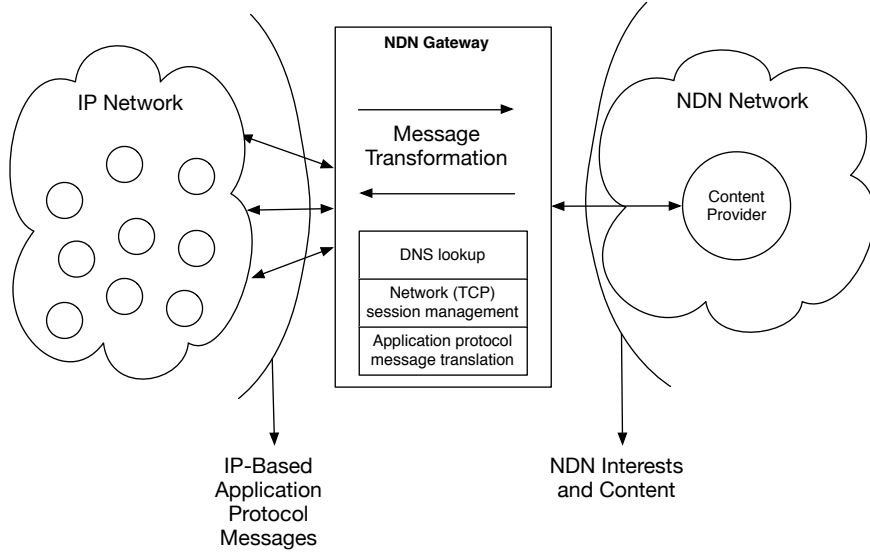 NDN Gateway
IP Network
NDN Network
Message
Transformation
Content
Provider
DNS lookup
Network (TCP)
session management
Application protocol
message translation
IP-Based
Application
Protocol
Messages
NDN Interests
and Content